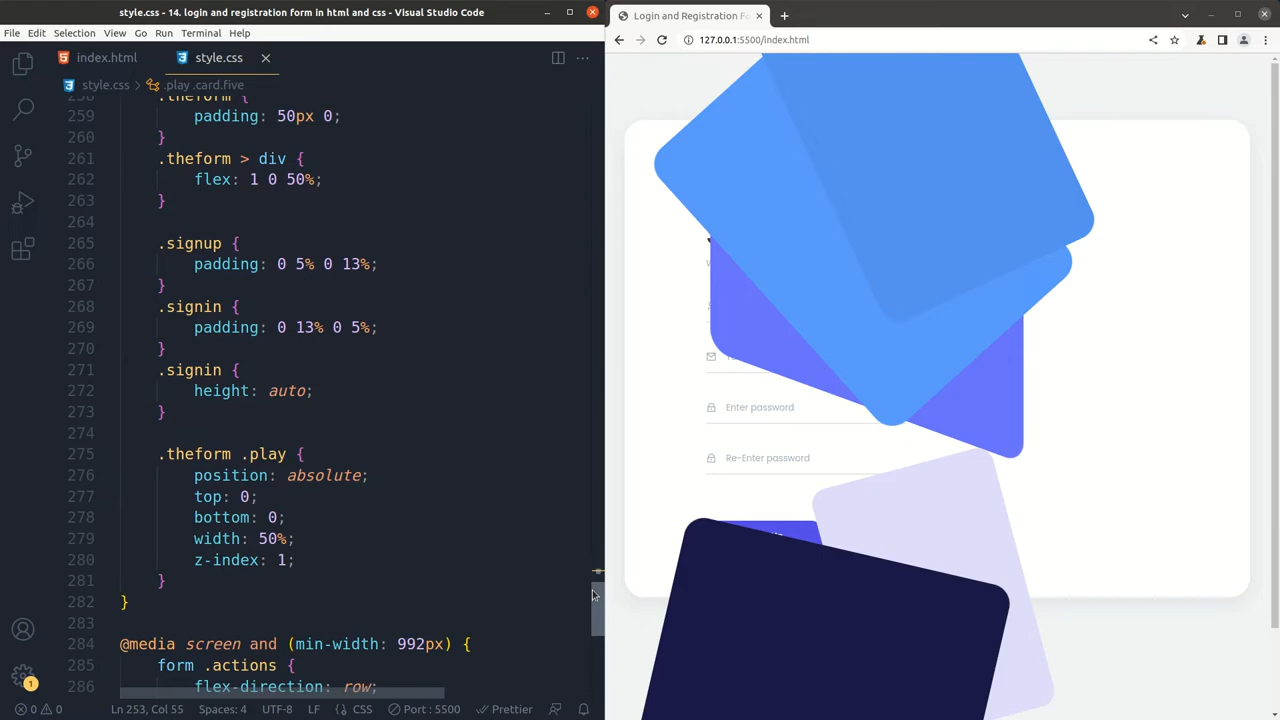 style.css - 14. login and registration form in html and css - Visual Studio Code
File Edit Selection View Go Run Terminal Help
index.html style.css
style.css > .play .card.five
258 .theform {
259 padding: 50px 0;
260 }
261 .theform > div {
262 flex: 1 0 50%;
263 }
264
265 .signup {
266 padding: 0 5% 0 13%;
267 }
268 .signin {
269 padding: 0 13% 0 5%;
270 }
271 .signin {
272 height: auto;
273 }
274
275 .theform .play {
276 position: absolute;
277 top: 0;
278 bottom: 0;
279 width: 50%;
280 z-index: 1;
281 }
282 }
283
284 @media screen and (min-width: 992px) {
285 form .actions {
286 flex-direction: row;
1
0 0 Ln 253, Col 55 Spaces: 4 UTF-8 LF CSS Port : 5500 Prettier
Login and Registration Fo
127.0.0.1:5500/index.html
Enter password
Re-Enter password